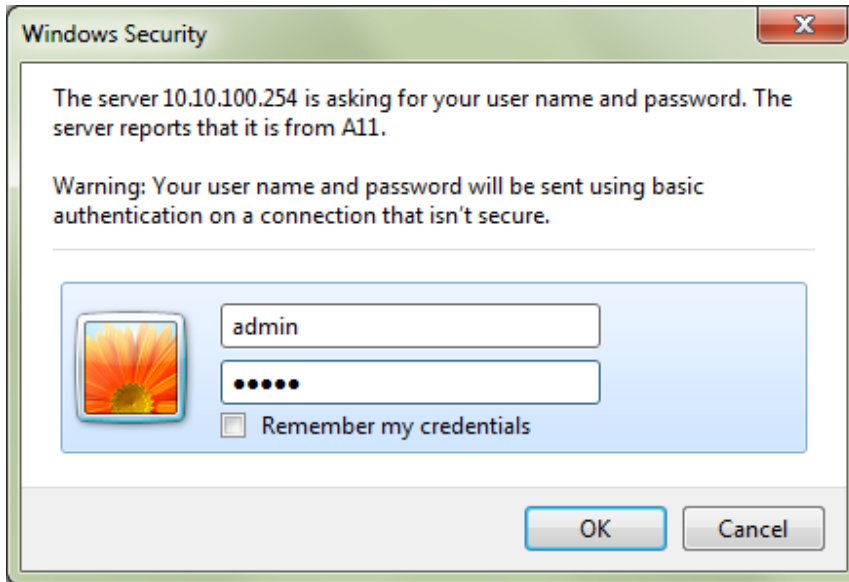 Windows Security
The server 10.10.100.254 is asking for your user name and password. The
server reports that it is from A11.
Warning: Your user name and password will be sent using basic
authentication on a connection that isn't secure.
admin
●●●●●
Remember my credentials
OK
Cancel